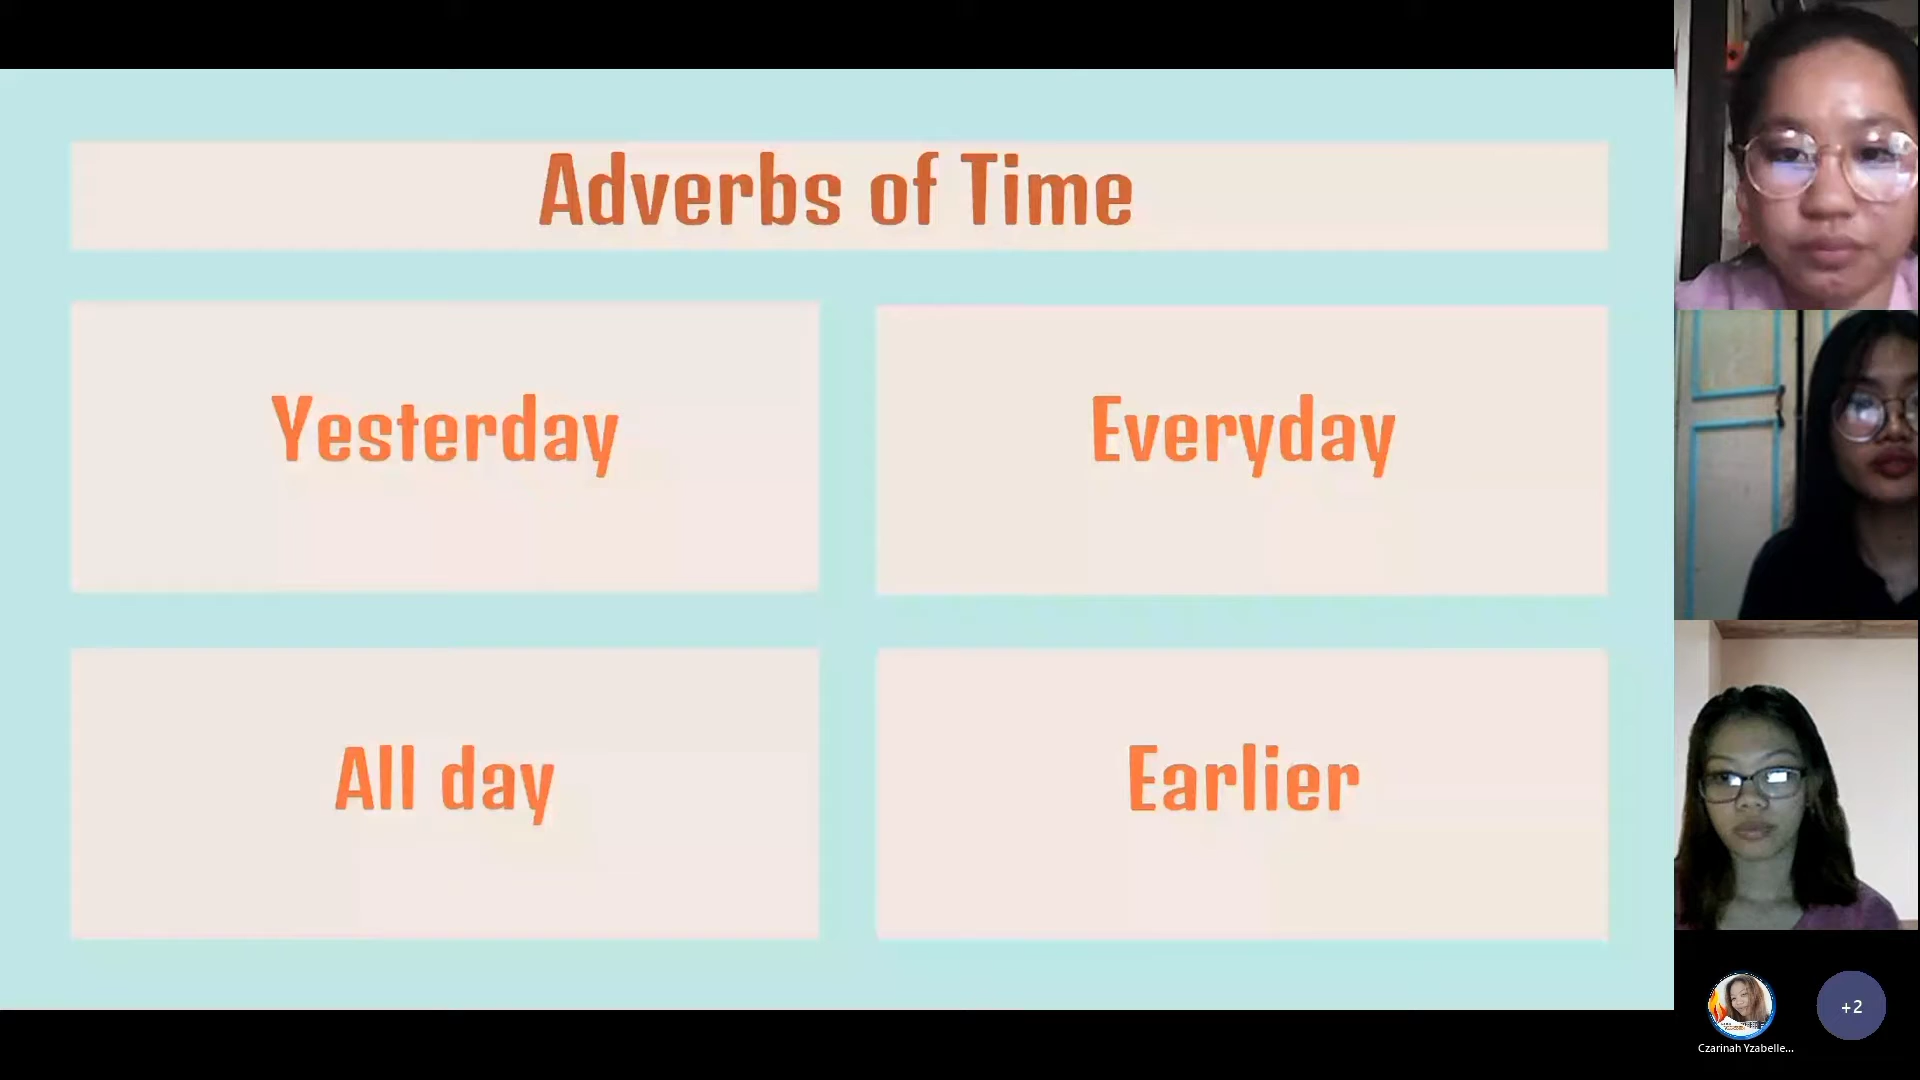 Adverbs of Time
Yesterday
Everyday
All day
Earlier
+2
Czarinah Yzabelle...